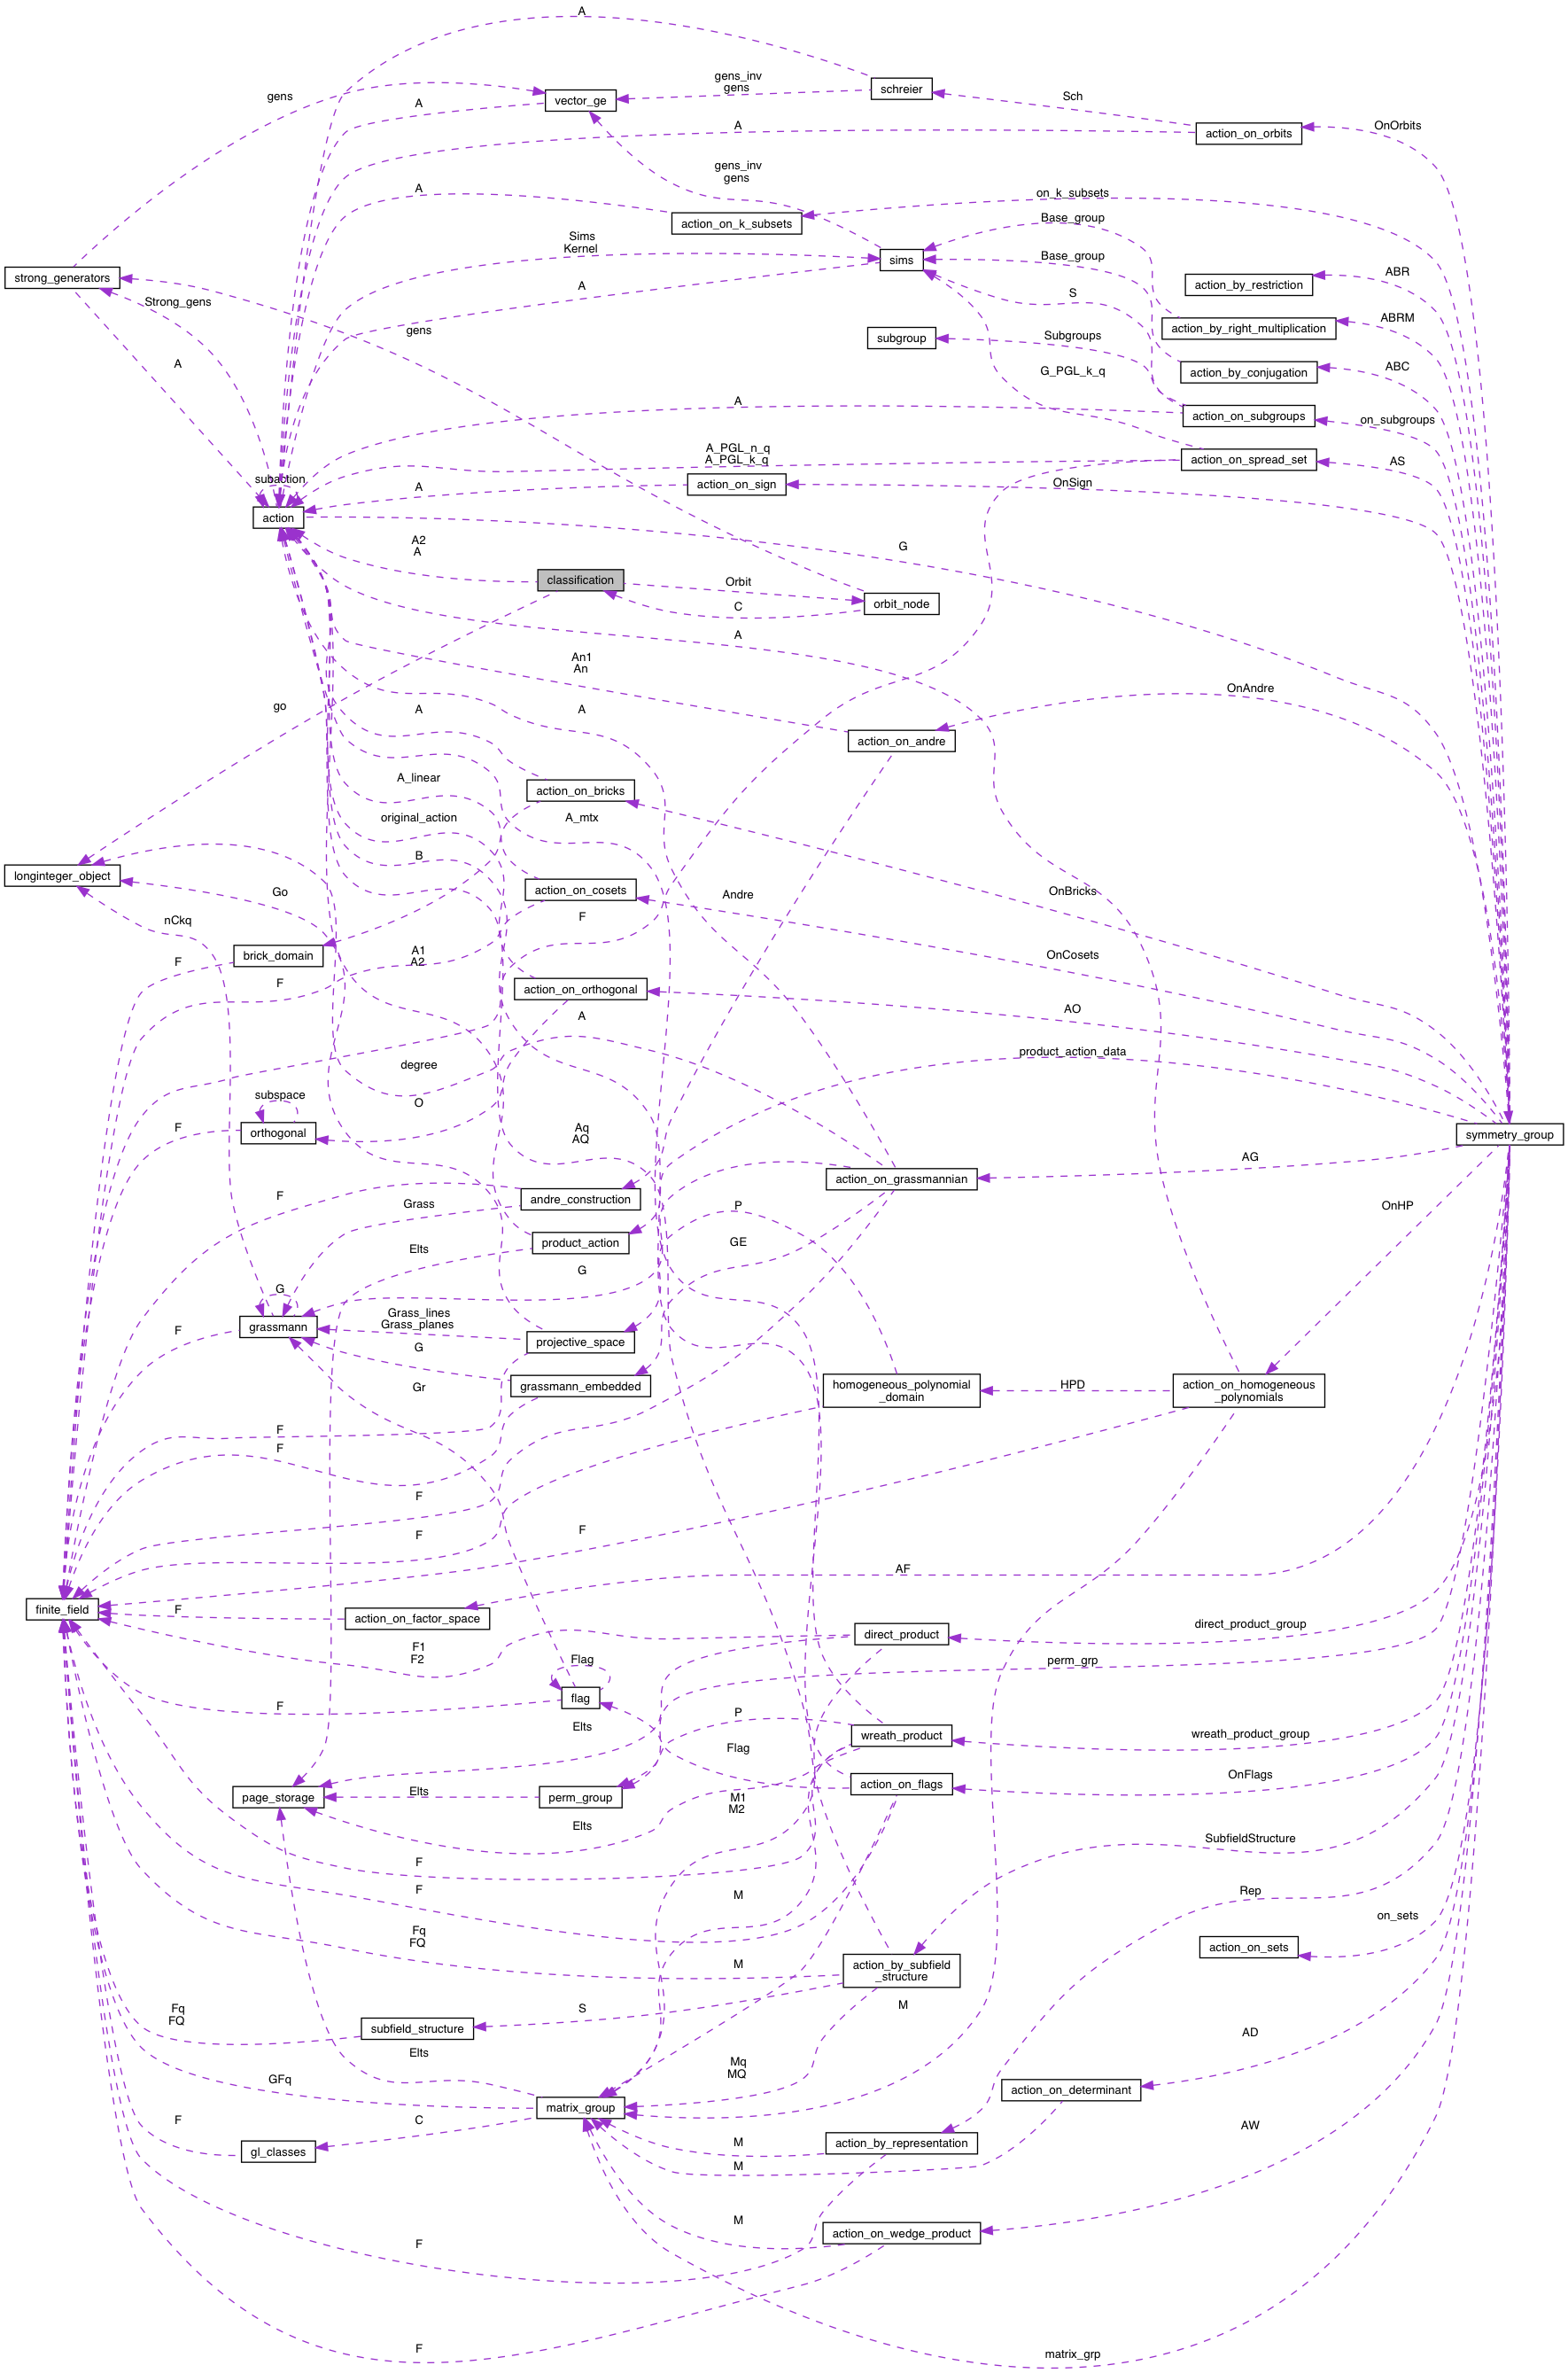 A
gens_inv
gens
schreier
gens
vector_ge
A
Sch
A
action_on_orbits
OnOrbits
gens_inv
gens
A
on_k_subsets
action_on_k_subsets
Base_group
Sims
Kernel
sims
Base_group
strong_generators
ABR
action_by_restriction
A
S
Strong_gens
ABRM
action_by_right_multiplication
gens
subgroup
Subgroups
A
ABC
action_by_conjugation
G_PGL_k_q
A
action_on_subgroups
on_subgroups
A_PGL_n_q
A_PGL_k_q
action_on_spread_set
AS
subaction
A
action_on_sign
OnSign
action
A2
A
G
classification
Orbit
orbit_node
C
A
An1
An
OnAndre
go
A
A
action_on_andre
A_linear
action_on_bricks
original_action
A_mtx
B
longinteger_object
Go
action_on_cosets
Andre
OnBricks
nCkq
F
A1
A2
brick_domain
F
F
OnCosets
action_on_orthogonal
A
AO
product_action_data
degree
subspace
O
orthogonal
F
Aq
AQ
symmetry_group
AG
action_on_grassmannian
F
Grass
andre_construction
P
OnHP
product_action
Elts
GE
G
G
grassmann
Grass_lines
Grass_planes
projective_space
F
G
Gr
grassmann_embedded
homogeneous_polynomial
_domain
HPD
action_on_homogeneous
_polynomials
F
F
F
F
F
AF
finite_field
F
action_on_factor_space
direct_product_group
direct_product
F1
F2
Flag
perm_grp
flag
F
Elts
P
wreath_product
wreath_product_group
Flag
OnFlags
action_on_flags
page_storage
Elts
perm_group
M1
M2
Elts
SubfieldStructure
F
F
M
Rep
on_sets
Fq
FQ
action_on_sets
M
action_by_subfield
_structure
Fq
FQ
S
M
subfield_structure
AD
Elts
Mq
MQ
GFq
action_on_determinant
matrix_group
F
C
AW
gl_classes
M
action_by_representation
M
M
action_on_wedge_product
F
F
matrix_grp